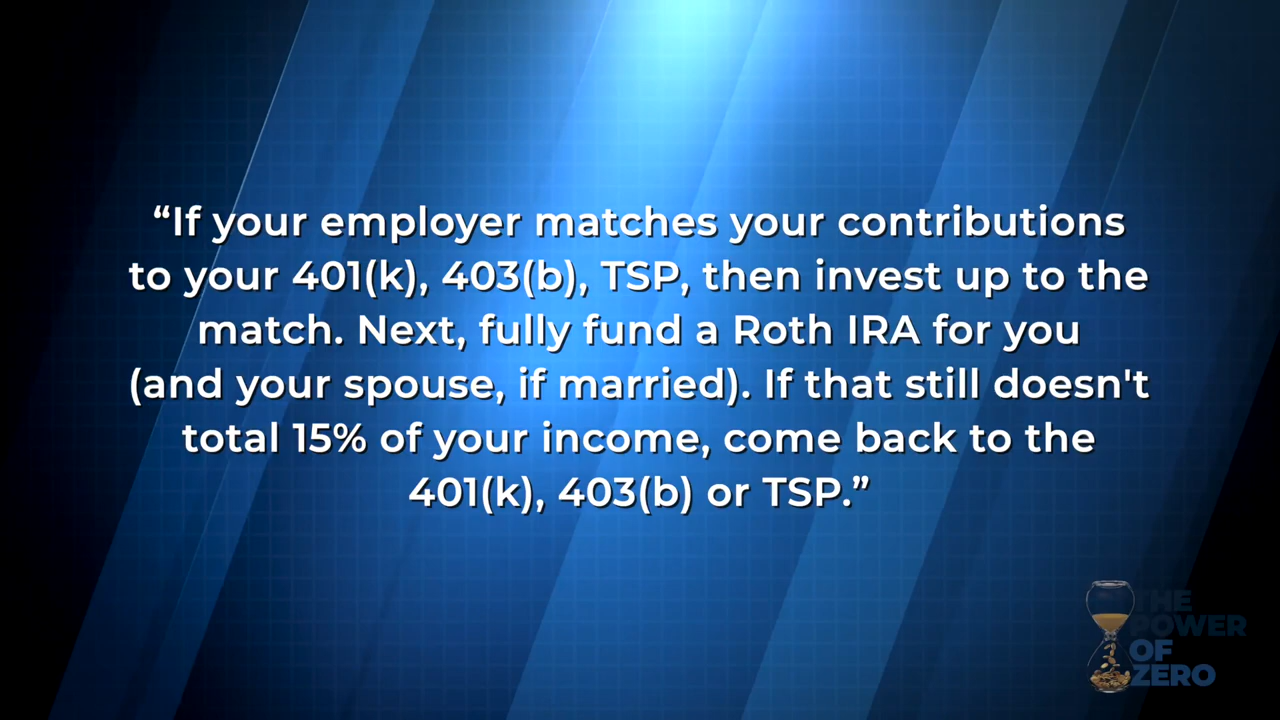 “If your employer matches your contributions
to your 401(k), 403(b), TSP, then invest up to the
match. Next, fully fund a Roth IRA for you
(and your spouse, if married). If that still doesn't
total 15% of your income, come back to the
401(k), 403(b) or TSP.”
THE
POWER
OF
ZERO